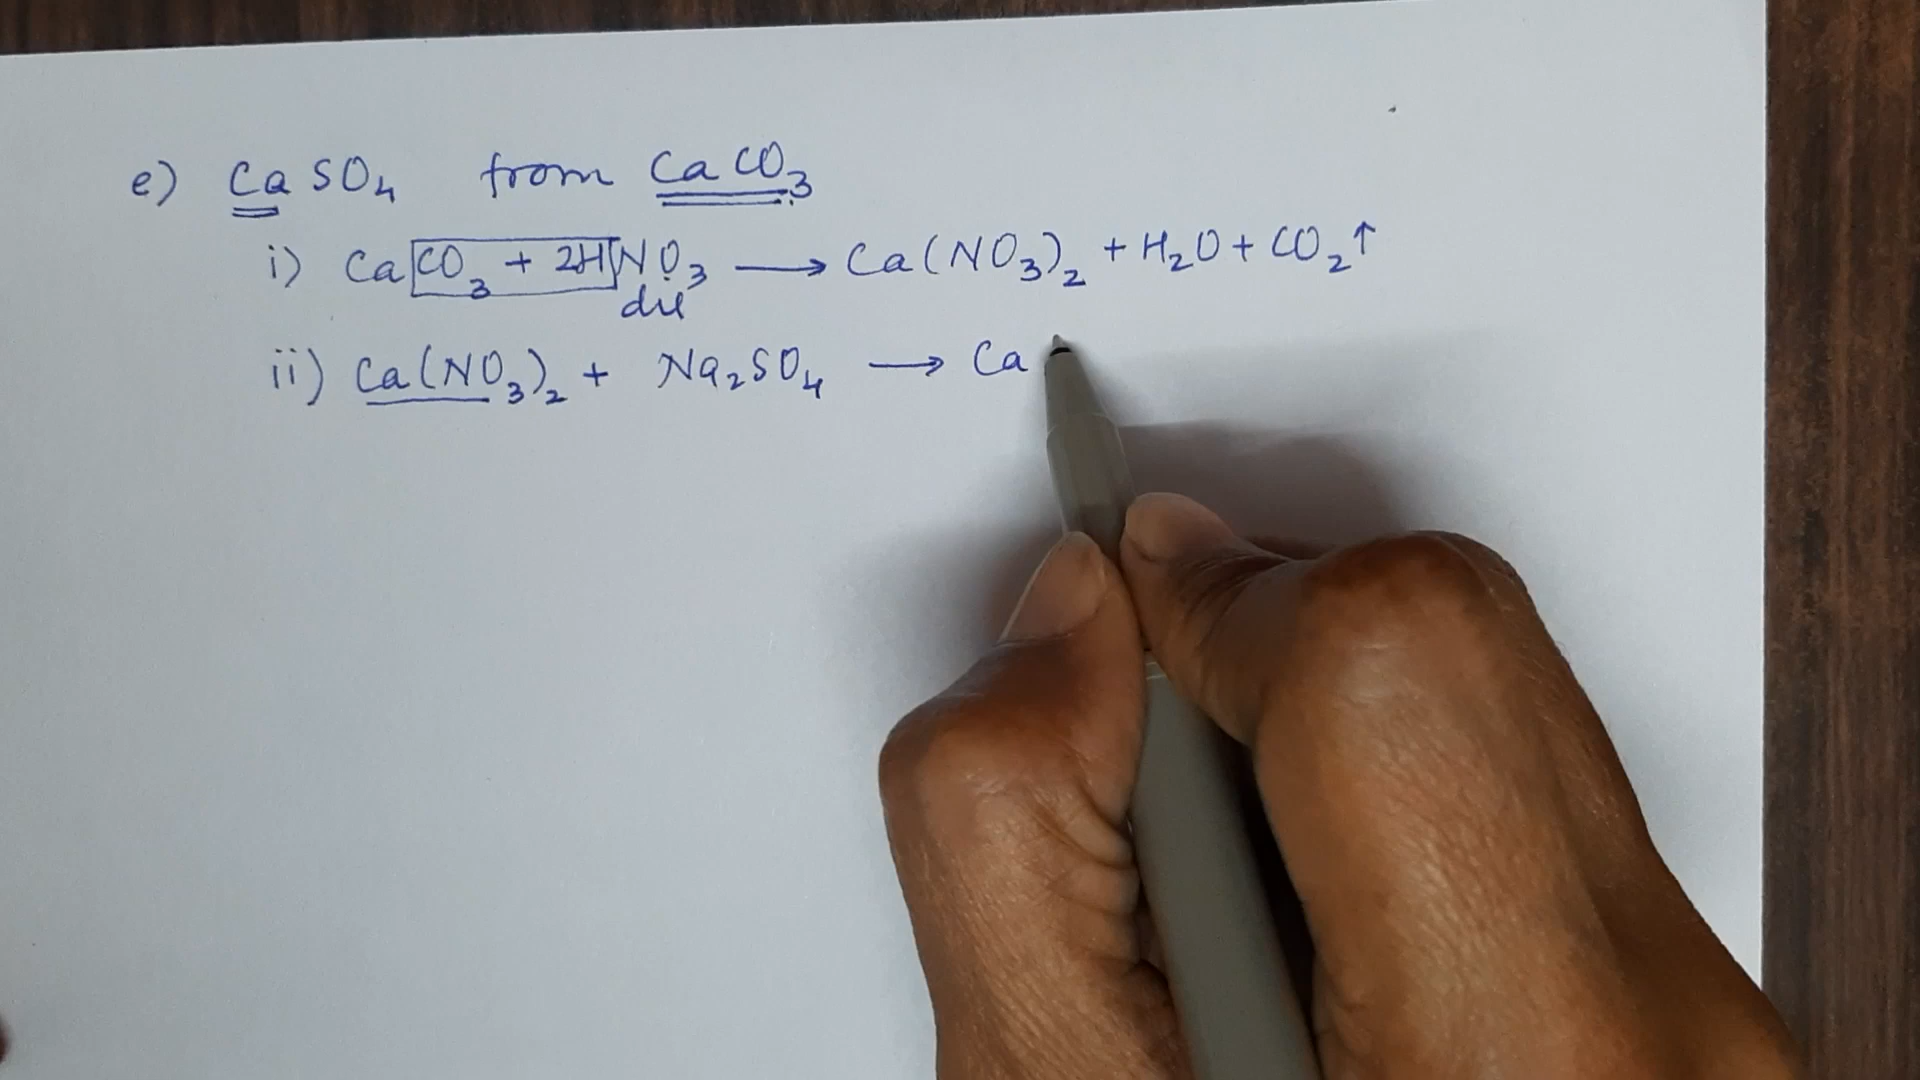 e) CaSO₄ from CaCO₃
i) CaCO₃ + 2HNO₃ ⟶ Ca(NO₃)₂ + H₂O + CO₂↑
dil
ii) Ca(NO₃)₂ + Na₂SO₄ ⟶ Ca